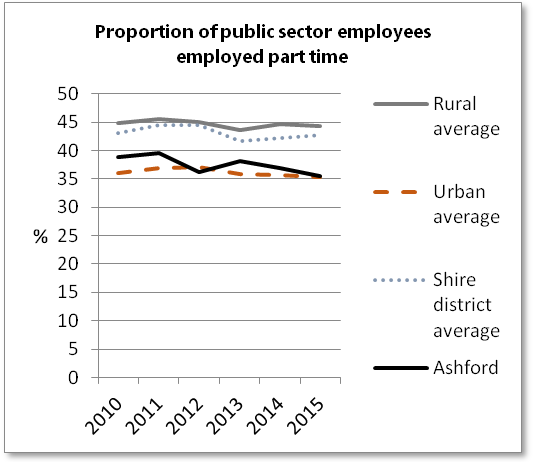 Proportion of public sector employees
employed part time
50
45
40
35
30
25
20
15
10
5
0
%
2010
2011
2012
2013
2014
2015
Rural
average
Urban
average
Shire
district
average
Ashford